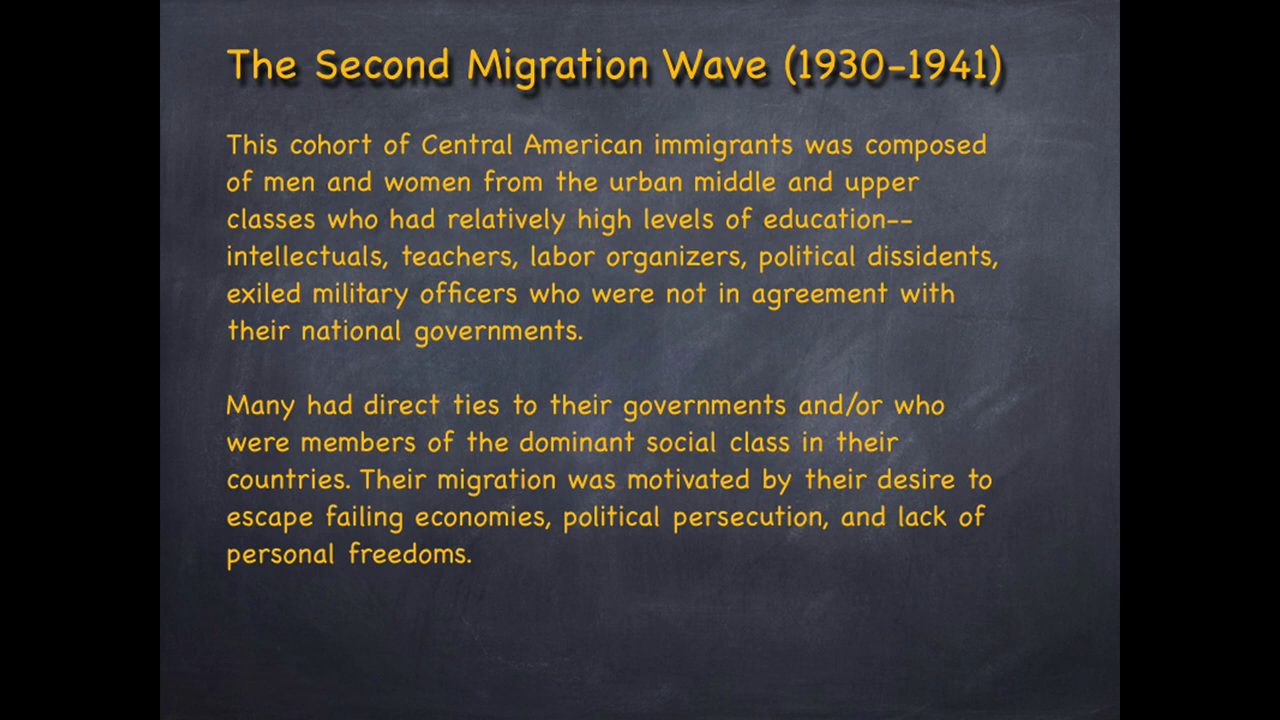 The Second Migration Wave (1930-1941)
This cohort of Central American immigrants was composed
of men and women from the urban middle and upper
classes who had relatively high levels of education--
intellectuals, teachers, labor organizers, political dissidents,
exiled military officers who were not in agreement with
their national governments.
Many had direct ties to their governments and/or who
were members of the dominant social class in their
countries. Their migration was motivated by their desire to
escape failing economies, political persecution, and lack of
personal freedoms.